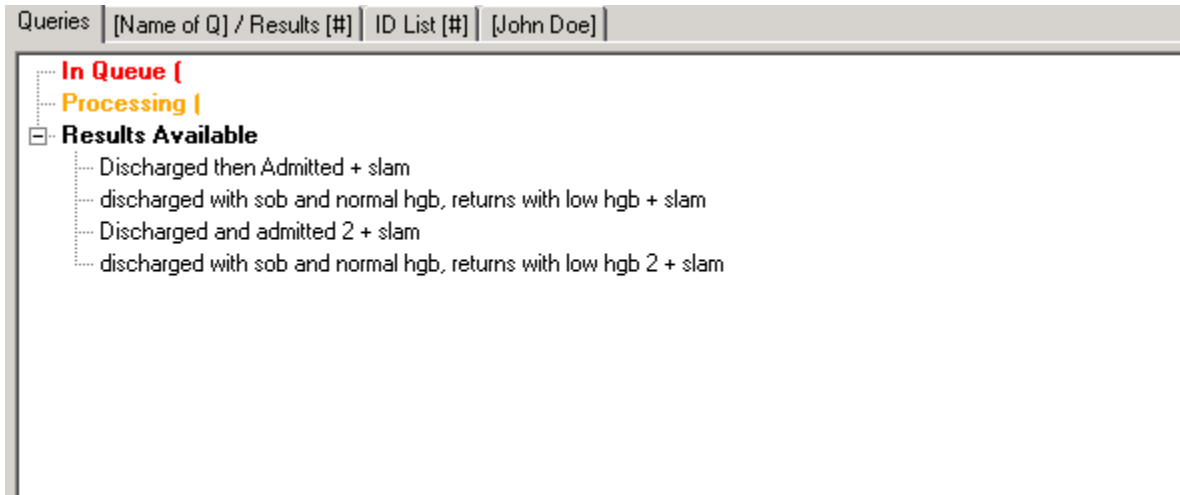 Queries [Name of Q] / Results [#] ID List [#] [John Doe]
In Queue (
Processing (
Results Available
Discharged then Admitted + slam
discharged with sob and normal hgb, returns with low hgb + slam
Discharged and admitted 2 + slam
discharged with sob and normal hgb, returns with low hgb 2 + slam